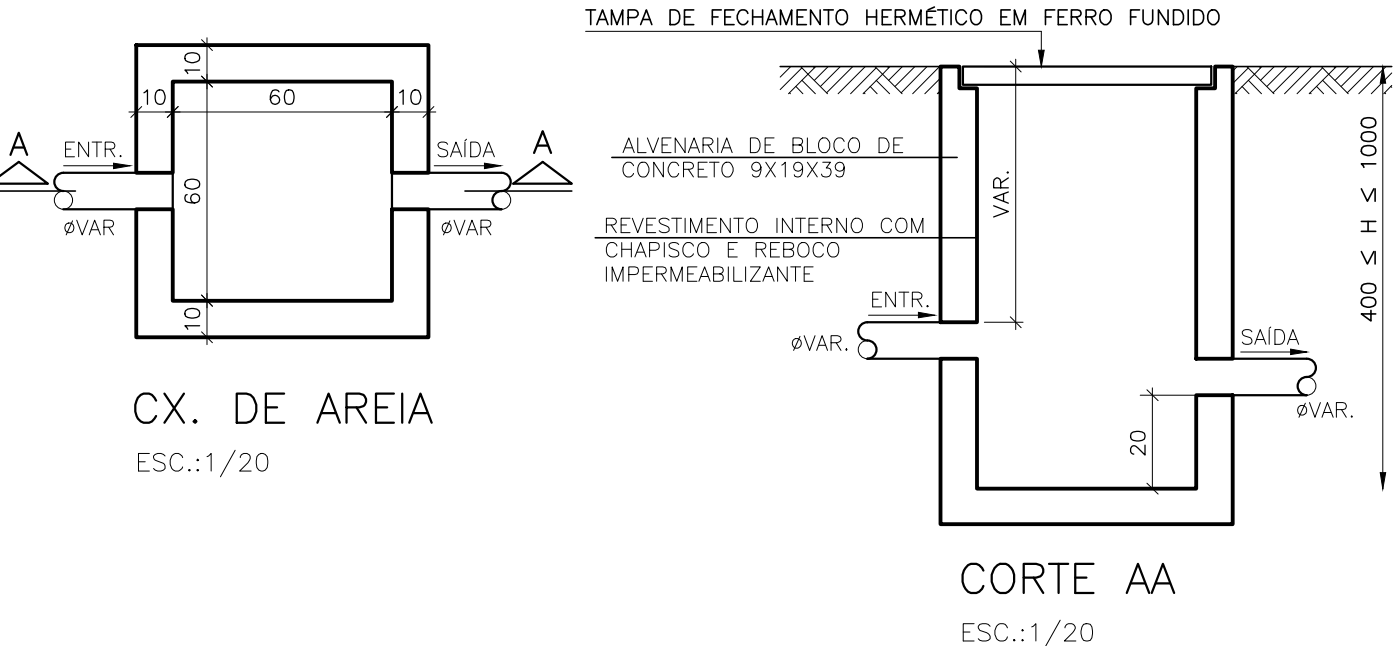 TAMPA DE FECHAMENTO HERMÉTICO EM FERRO FUNDIDO
10
10
60
10
A
ENTR.
SAÍDA
A
60
øVAR
øVAR
10
CX. DE AREIA
ESC.:1/20
ALVENARIA DE BLOCO DE
CONCRETO 9X19X39
VAR.
REVESTIMENTO INTERNO COM
CHAPISCO E REBOCO
IMPERMEABILIZANTE
400 ≤ H ≤ 1000
ENTR.
øVAR.
SAÍDA
øVAR.
20
CORTE AA
ESC.:1/20